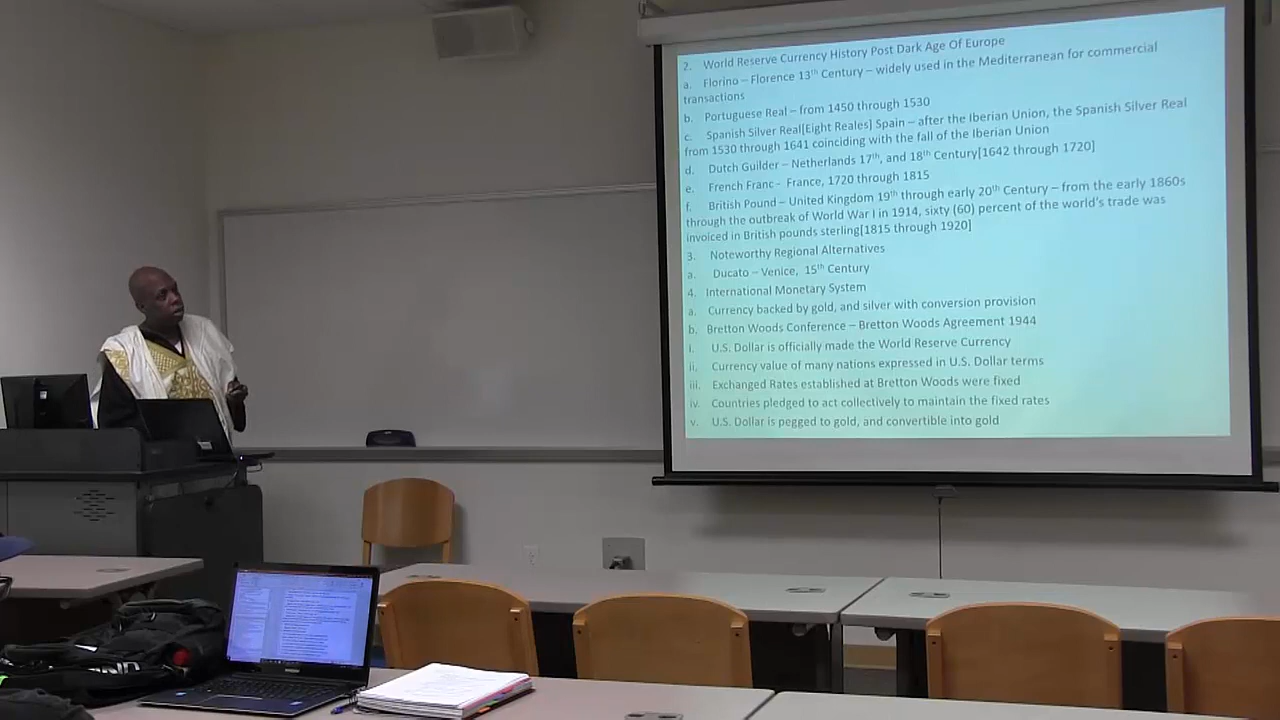 2. World Reserve Currency History Post Dark Age Of Europe
a. Florino – Florence 13th Century – widely used in the Mediterranean for commercial
transactions
b. Portuguese Real – from 1450 through 1530
c. Spanish Silver Real[Eight Reales] Spain – after the Iberian Union, the Spanish Silver Real
from 1530 through 1641 coinciding with the fall of the Iberian Union
d. Dutch Guilder – Netherlands 17th, and 18th Century[1642 through 1720]
e. French Franc - France, 1720 through 1815
f. British Pound – United Kingdom 19th through early 20th Century – from the early 1860s
through the outbreak of World War I in 1914, sixty (60) percent of the world's trade was
invoiced in British pounds sterling[1815 through 1920]
3. Noteworthy Regional Alternatives
a. Ducato – Venice, 15th Century
4. International Monetary System
a. Currency backed by gold, and silver with conversion provision
b. Bretton Woods Conference – Bretton Woods Agreement 1944
i. U.S. Dollar is officially made the World Reserve Currency
ii. Currency value of many nations expressed in U.S. Dollar terms
iii. Exchanged Rates established at Bretton Woods were fixed
iv. Countries pledged to act collectively to maintain the fixed rates
v. U.S. Dollar is pegged to gold, and convertible into gold